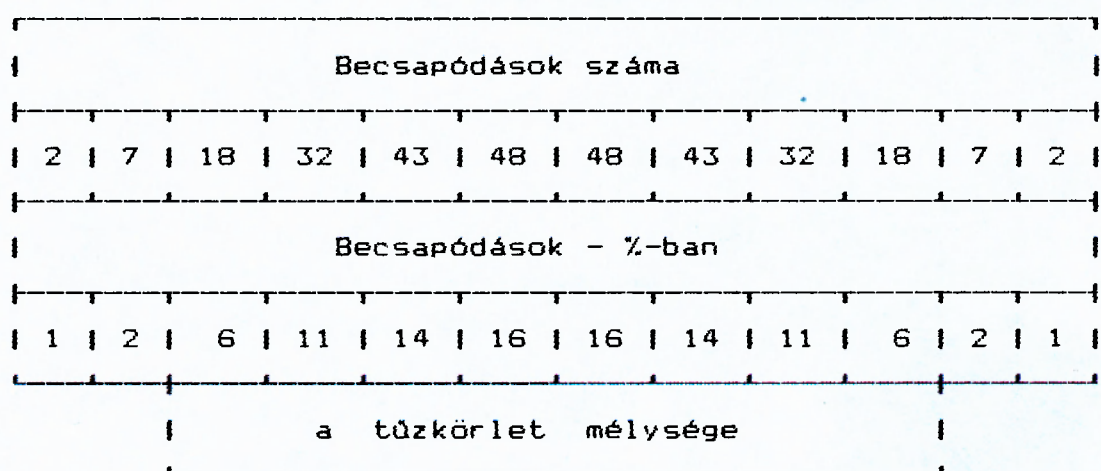 Becsapódások száma
2 7 18 32 43 48 48 43 32 18 7 2
Becsapódások - %-ban
1 2 6 11 14 16 16 14 11 6 2 1
a tűzkörlet mélysége